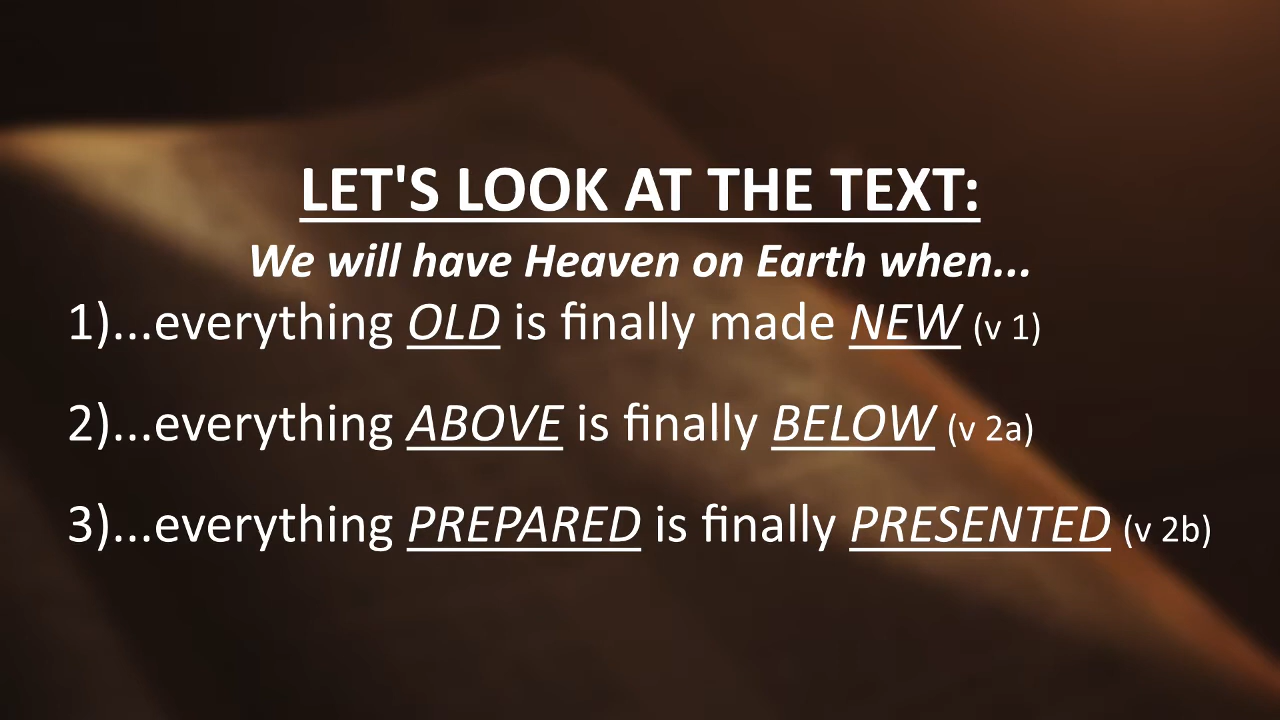 LET'S LOOK AT THE TEXT:
We will have Heaven on Earth when...
1)...everything OLD is finally made NEW (v 1)
2)...everything ABOVE is finally BELOW (v 2a)
3)...everything PREPARED is finally PRESENTED (v 2b)